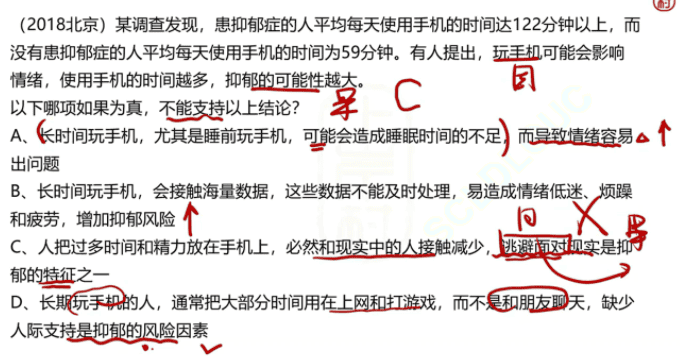 （2018北京）某调查发现，患抑郁症的人平均每天使用手机的时间达122分钟以上，而
没有患抑郁症的人平均每天使用手机的时间为59分钟。有人提出，玩手机可能会影响
情绪，使用手机的时间越多，抑郁的可能性越大。
因
以下哪项如果为真，不能支持以上结论？
果 C
A、长时间玩手机，尤其是睡前玩手机，可能会造成睡眠时间的不足，而导致情绪容易
出问题
B、长时间玩手机，会接触海量数据，这些数据不能及时处理，易造成情绪低迷、烦躁
和疲劳，增加抑郁风险
C、人把过多时间和精力放在手机上，必然和现实中的人接触减少，逃避面对现实是抑
郁的特征之一
D、长期玩手机的人，通常把大部分时间用在上网和打游戏，而不是和朋友聊天，缺少
人际支持是抑郁的风险因素